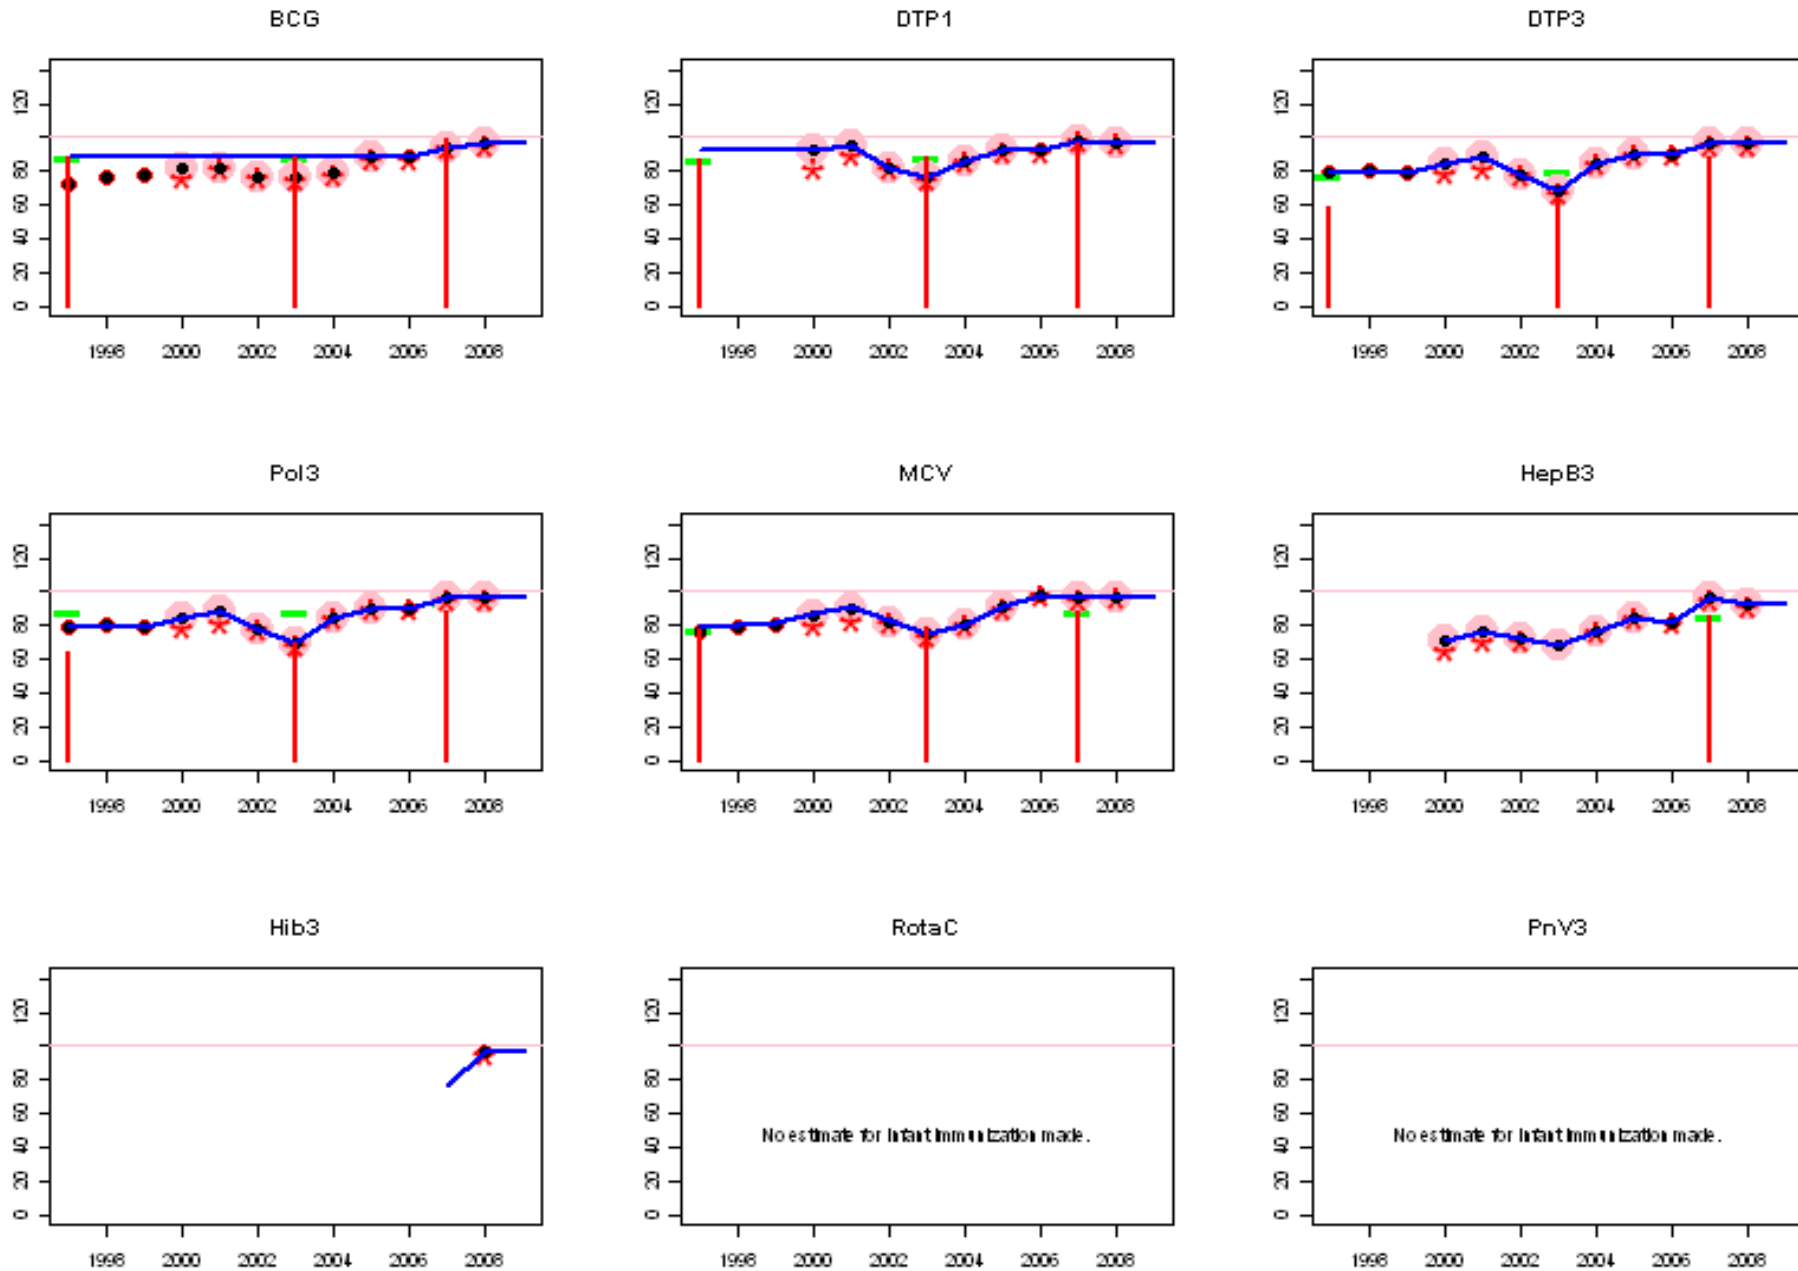 BCG DTP1 DTP3
120 120 120
80 80 80
60 60 60
40 40 40
20 20 20
0 0 0
1998 2000 2002 2004 2006 2008 1998 2000 2002 2004 2006 2008 1998 2000 2002 2004 2006 2008
Pol3 MCV HepB3
120 120 120
80 80 80
60 60 60
40 40 40
20 20 20
0 0 0
1998 2000 2002 2004 2006 2008 1998 2000 2002 2004 2006 2008 1998 2000 2002 2004 2006 2008
Hib3 RotaC PnV3
120 120 120
80 80 80
60 60 60
No estimate for infant immunization made. No estimate for infant immunization made.
40 40 40
20 20 20
0 0 0
1998 2000 2002 2004 2006 2008 1998 2000 2002 2004 2006 2008 1998 2000 2002 2004 2006 2008